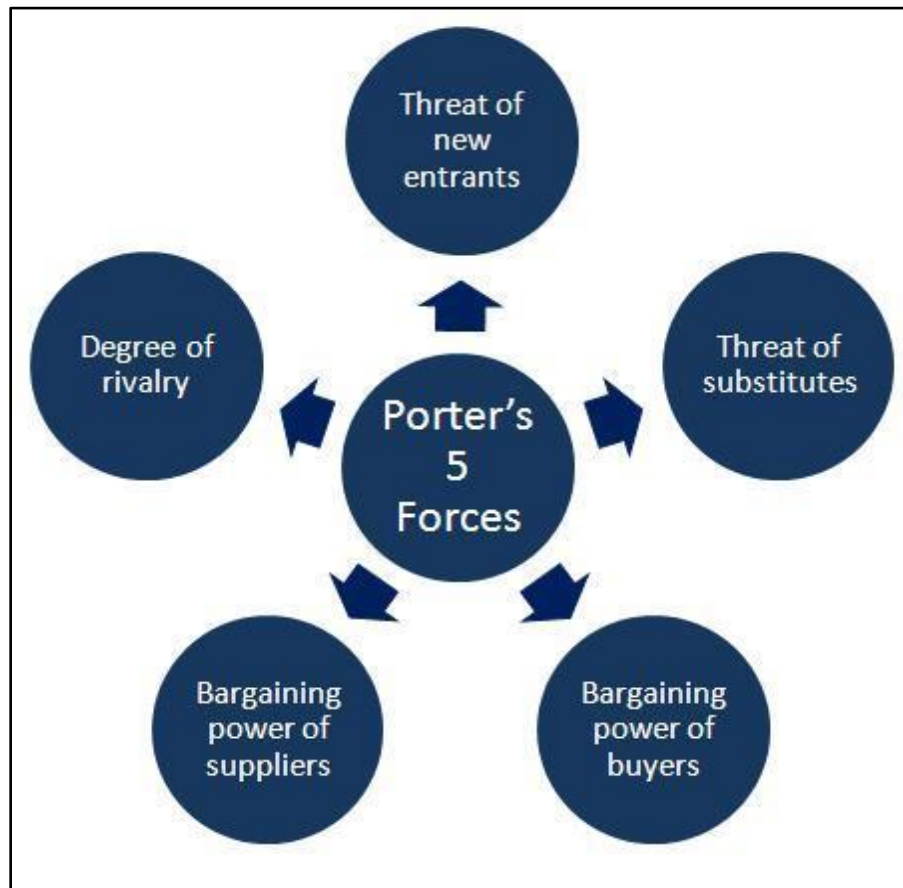 Threat of
new
entrants
Degree of
rivalry
Threat of
substitutes
Porter’s
5
Forces
Bargaining
power of
suppliers
Bargaining
power of
buyers